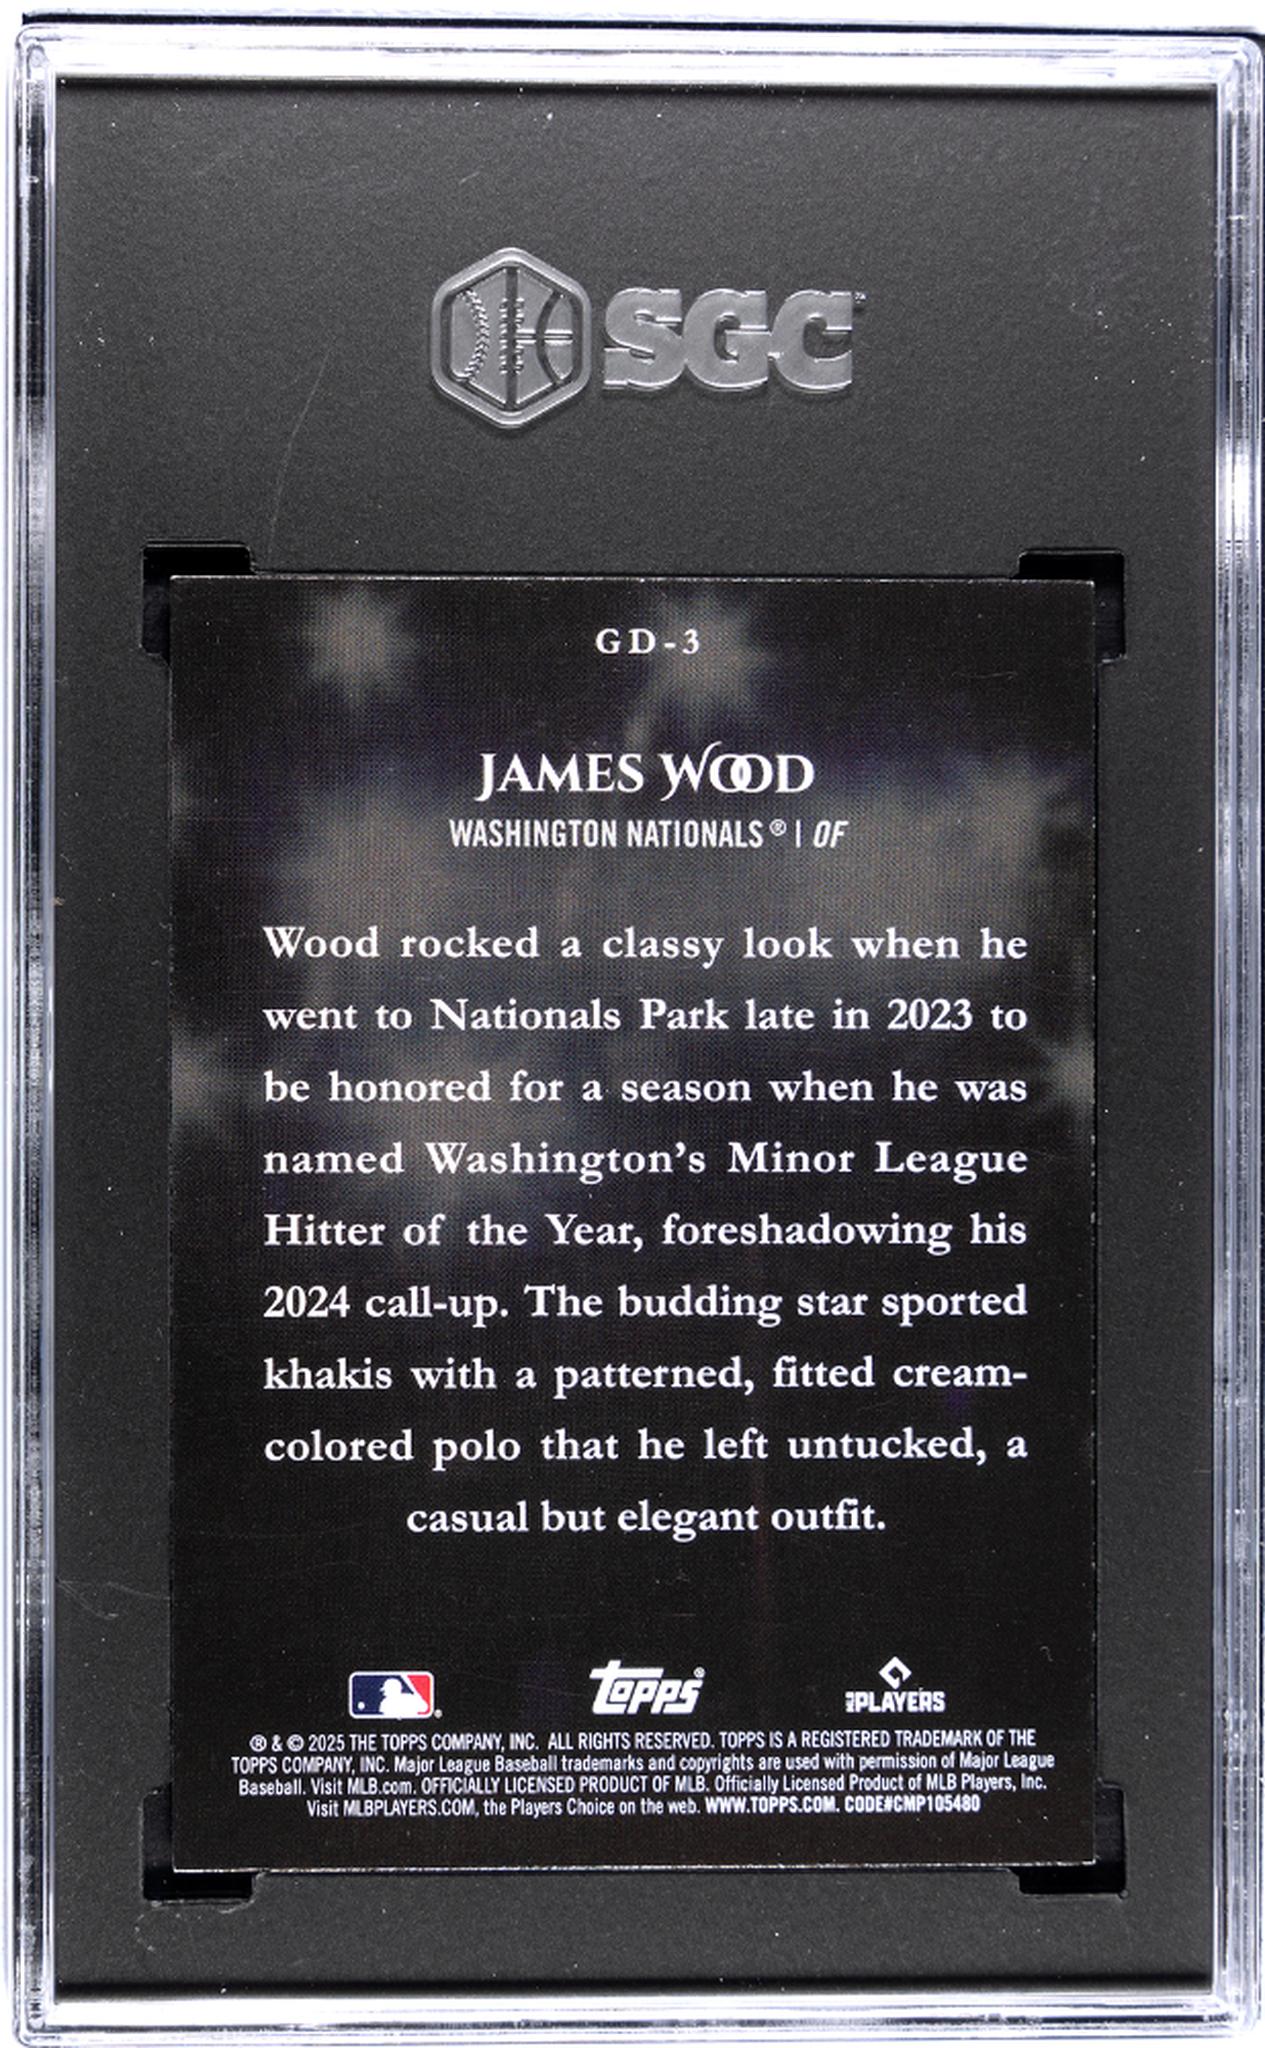 SGC
GD-3
JAMES WOOD
WASHINGTON NATIONALS® | OF
Wood rocked a classy look when he
went to Nationals Park late in 2023 to
be honored for a season when he was
named Washington's Minor League
Hitter of the Year, foreshadowing his
2024 call-up. The budding star sported
khakis with a patterned, fitted cream-
colored polo that he left untucked, a
casual but elegant outfit.
topps® PLAYERS
® & © 2025 THE TOPPS COMPANY, INC. ALL RIGHTS RESERVED. TOPPS IS A REGISTERED TRADEMARK OF THE
TOPPS COMPANY, INC. Major League Baseball trademarks and copyrights are used with permission of Major League
Baseball. Visit MLB.com. OFFICIALLY LICENSED PRODUCT OF MLB. Officially Licensed Product of MLB Players, Inc.
Visit MLBPLAYERS.COM, the Players Choice on the web. WWW.TOPPS.COM. CODE#CMP105480